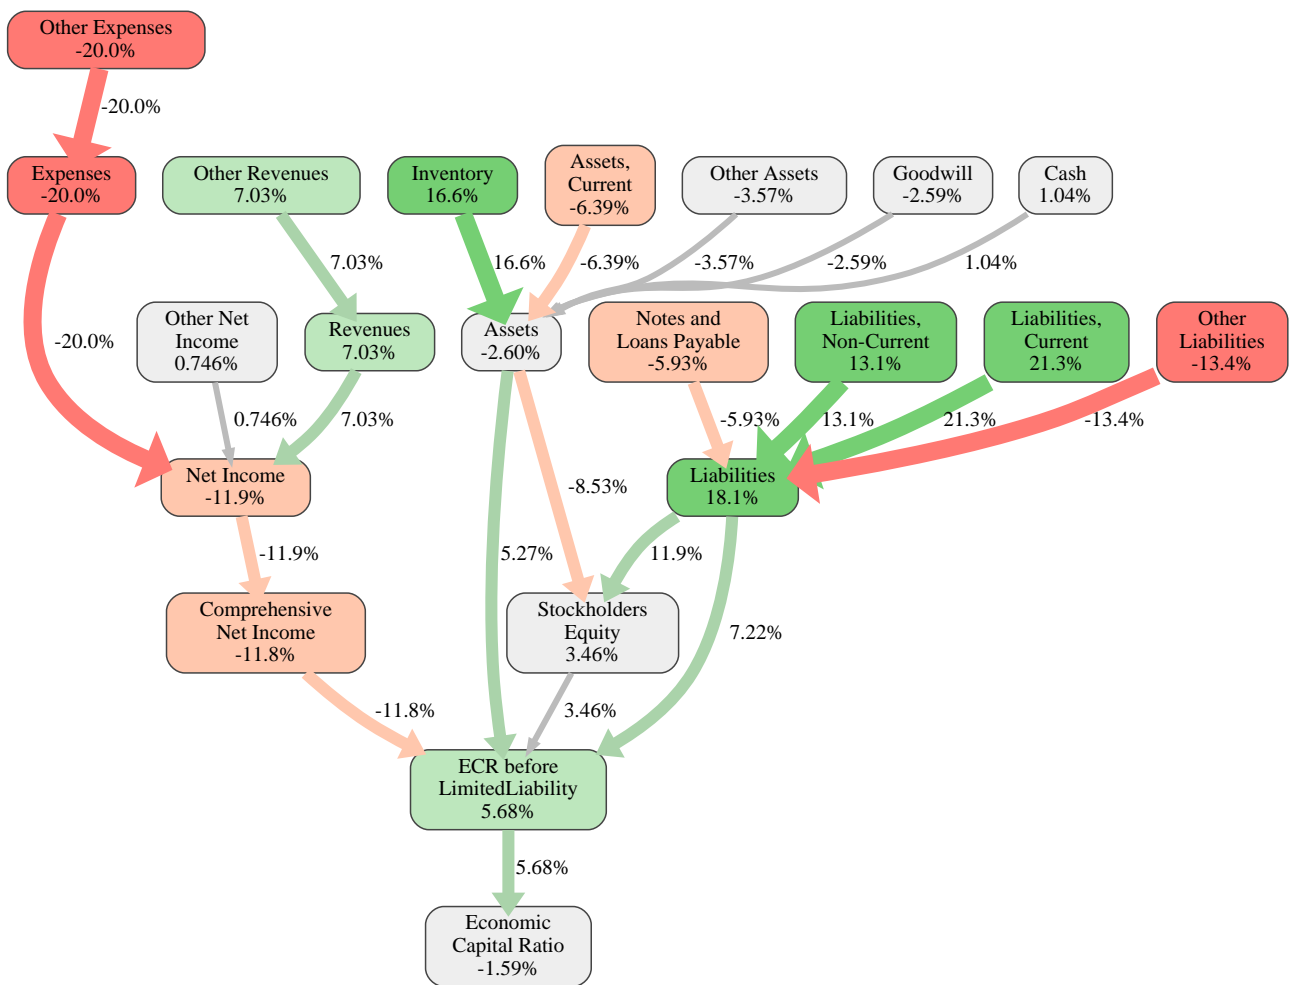 Other Expenses
-20.0%
-20.0%
Expenses
-20.0%
Other Revenues
7.03%
Inventory
16.6%
Assets,
Current
-6.39%
Other Assets
-3.57%
Goodwill
-2.59%
Cash
1.04%
7.03%
16.6%
-6.39%
-3.57%
-2.59%
1.04%
-20.0%
Other Net
Income
0.746%
Revenues
7.03%
Assets
-2.60%
Notes and
Loans Payable
-5.93%
Liabilities,
Non-Current
13.1%
Liabilities,
Current
21.3%
Other
Liabilities
-13.4%
0.746%
7.03%
-5.93%
13.1%
21.3%
-13.4%
Net Income
-11.9%
-8.53%
Liabilities
18.1%
-11.9%
5.27%
11.9%
Comprehensive
Net Income
-11.8%
Stockholders
Equity
3.46%
7.22%
-11.8%
3.46%
ECR before
LimitedLiability
5.68%
5.68%
Economic
Capital Ratio
-1.59%